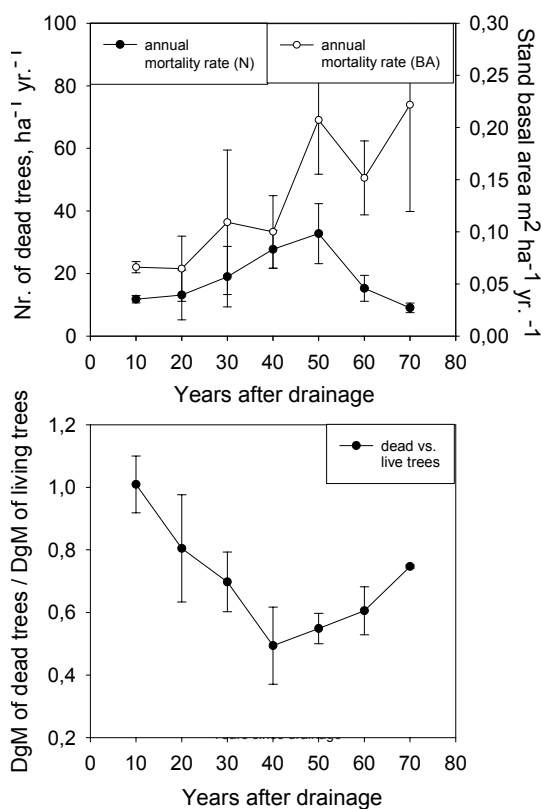 100
80
60
40
20
0
Nr. of dead trees, ha⁻¹ yr.⁻¹
annual
mortality rate (N)
annual
mortality rate (BA)
0,30
0,25
0,20
0,15
0,10
0,05
0,00
Stand basal area m² ha⁻¹ yr. -1
0 10 20 30 40 50 60 70 80
Years after drainage
1,2
1,0
0,8
0,6
0,4
0,2
DgM of dead trees / DgM of living trees
dead vs.
live trees
0 10 20 30 40 50 60 70 80
Years after drainage